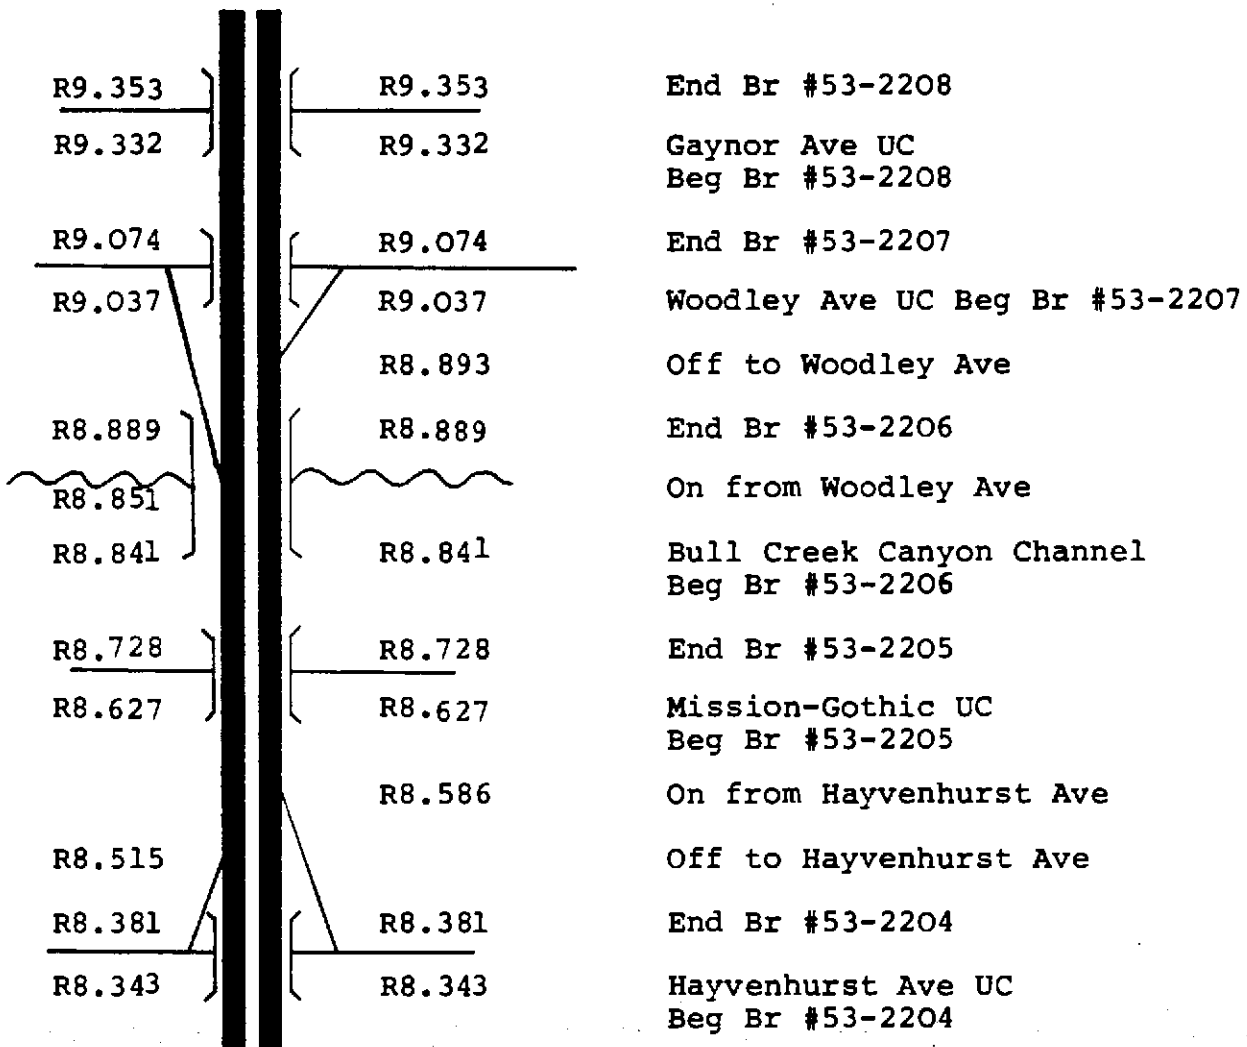 R9.353 R9.353 End Br #53-2208
R9.332 R9.332 Gaynor Ave UC
Beg Br #53-2208
R9.074 R9.074 End Br #53-2207
R9.037 R9.037 Woodley Ave UC Beg Br #53-2207
R8.893 Off to Woodley Ave
R8.889 R8.889 End Br #53-2206
R8.851 On from Woodley Ave
R8.841 R8.841 Bull Creek Canyon Channel
Beg Br #53-2206
R8.728 R8.728 End Br #53-2205
R8.627 R8.627 Mission-Gothic UC
Beg Br #53-2205
R8.586 On from Hayvenhurst Ave
R8.515 Off to Hayvenhurst Ave
R8.381 R8.381 End Br #53-2204
R8.343 R8.343 Hayvenhurst Ave UC
Beg Br #53-2204